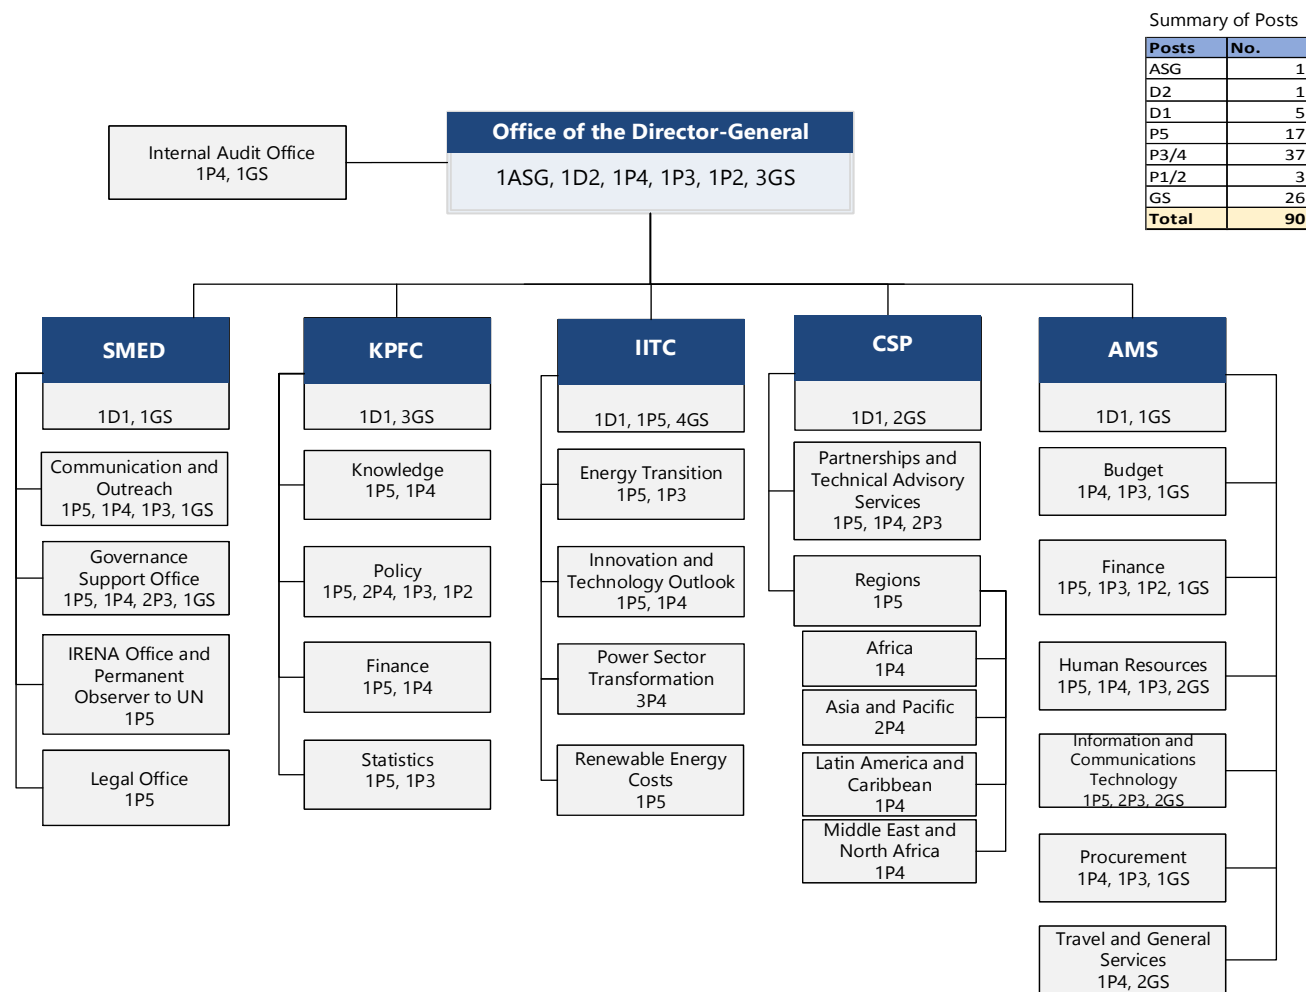 Summary of Posts
Posts No.
ASG 1
D2 1
D1 5
P5 17
P3/4 37
P1/2 3
GS 26
Total 90
Office of the Director-General
1ASG, 1D2, 1P4, 1P3, 1P2, 3GS
Internal Audit Office
1P4, 1GS
SMED
1D1, 1GS
Communication and
Outreach
1P5, 1P4, 1P3, 1GS
Governance
Support Office
1P5, 1P4, 2P3, 1GS
IRENA Office and
Permanent
Observer to UN
1P5
Legal Office
1P5
KPFC
1D1, 3GS
Knowledge
1P5, 1P4
Policy
1P5, 2P4, 1P3, 1P2
Finance
1P5, 1P4
Statistics
1P5, 1P3
IITC
1D1, 1P5, 4GS
Energy Transition
1P5, 1P3
Innovation and
Technology Outlook
1P5, 1P4
Power Sector
Transformation
3P4
Renewable Energy
Costs
1P5
CSP
1D1, 2GS
Partnerships and
Technical Advisory
Services
1P5, 1P4, 2P3
Regions
1P5
Africa
1P4
Asia and Pacific
2P4
Latin America and
Caribbean
1P4
Middle East and
North Africa
1P4
AMS
1D1, 1GS
Budget
1P4, 1P3, 1GS
Finance
1P5, 1P3, 1P2, 1GS
Human Resources
1P5, 1P4, 1P3, 2GS
Information and
Communications
Technology
1P5, 2P3, 2GS
Procurement
1P4, 1P3, 1GS
Travel and General
Services
1P4, 2GS